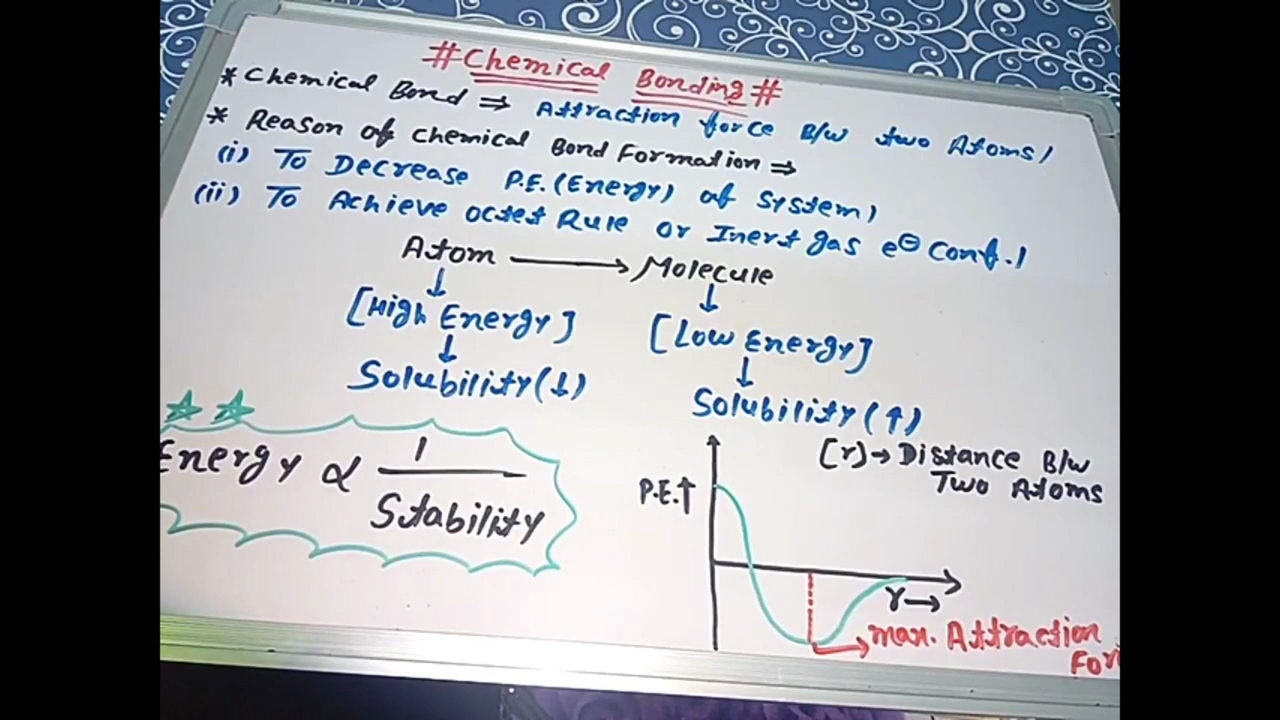 #Chemical Bonding#
* Chemical Bond ⇒ Attraction force B/w two Atoms/
* Reason of chemical Bond Formation ⇒
(i) To Decrease P.E.(Energy) of system/
(ii) To Achieve octet Rule or Inert gas e⊖ conf./
Atom → Molecule
↓ ↓
[High Energy] [Low Energy]
↓ ↓
Solubility(↓) Solubility(↑)
Energy ∝ 1
Stability
[r]→ Distance B/w
Two Atoms
P.E.↑
r→
max. Attraction